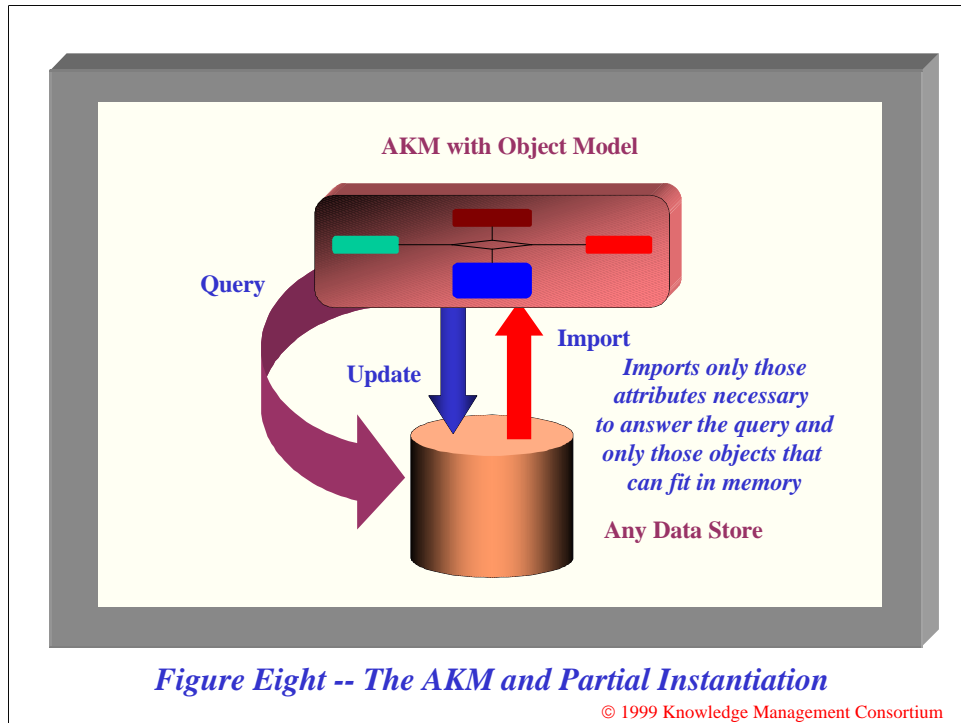 AKM with Object Model
Query
Import
Update
Imports only those
attributes necessary
to answer the query and
only those objects that
can fit in memory
Any Data Store
Figure Eight -- The AKM and Partial Instantiation
© 1999 Knowledge Management Consortium